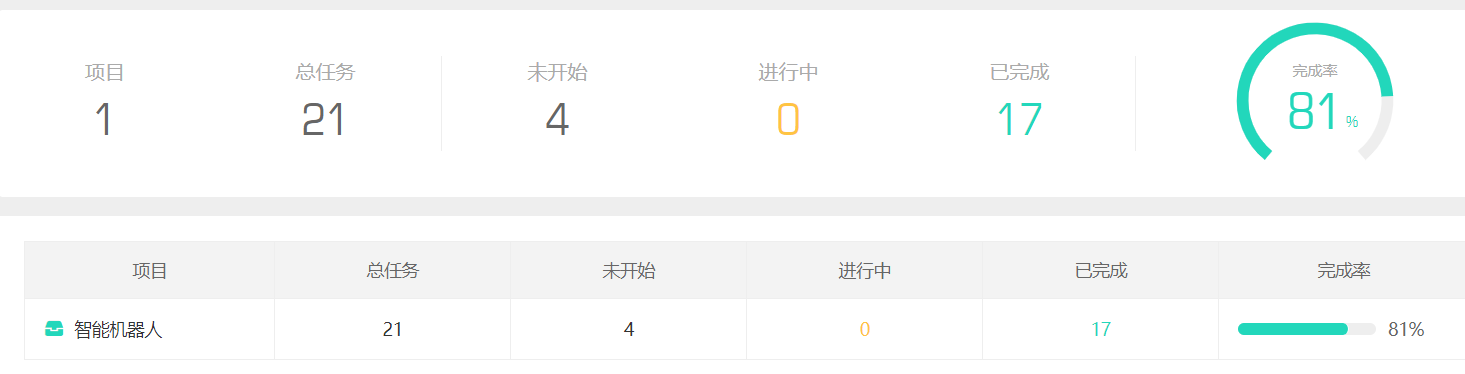 项目 总任务 未开始 进行中 已完成 完成率
1 21 4 0 17 81 %
项目 总任务 未开始 进行中 已完成 完成率
智能机器人 21 4 0 17 81%